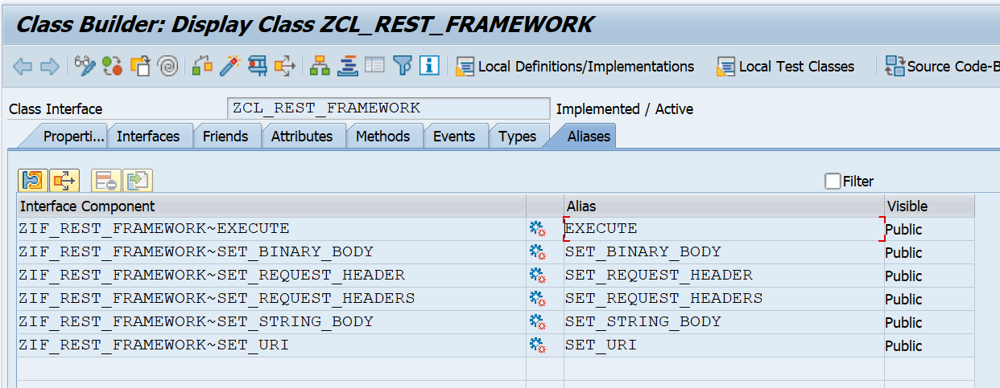 Class Builder: Display Class ZCL_REST_FRAMEWORK
Local Definitions/Implementations Local Test Classes Source Code-B
Class Interface ZCL_REST_FRAMEWORK Implemented / Active
Properti... Interfaces Friends Attributes Methods Events Types Aliases
Filter
Interface Component Alias Visible
ZIF_REST_FRAMEWORK~EXECUTE EXECUTE Public
ZIF_REST_FRAMEWORK~SET_BINARY_BODY SET_BINARY_BODY Public
ZIF_REST_FRAMEWORK~SET_REQUEST_HEADER SET_REQUEST_HEADER Public
ZIF_REST_FRAMEWORK~SET_REQUEST_HEADERS SET_REQUEST_HEADERS Public
ZIF_REST_FRAMEWORK~SET_STRING_BODY SET_STRING_BODY Public
ZIF_REST_FRAMEWORK~SET_URI SET_URI Public